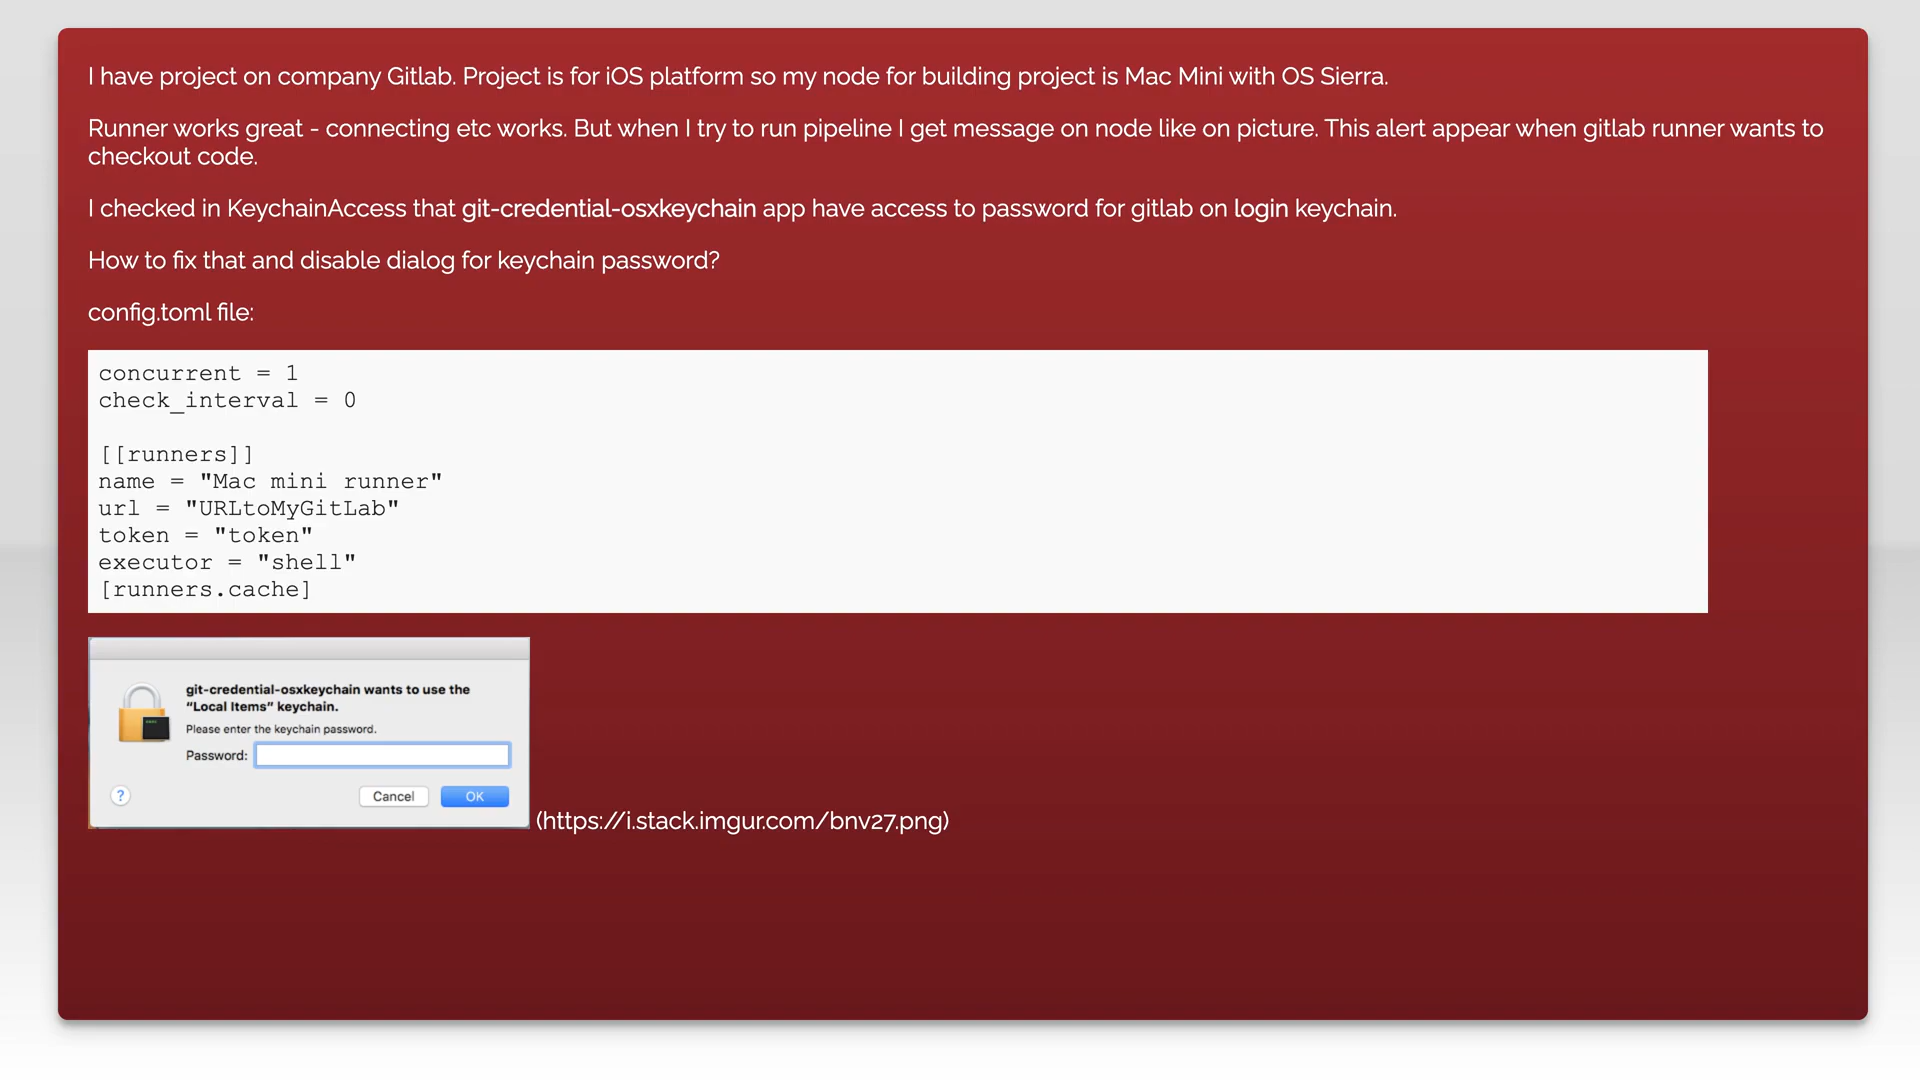 I have project on company Gitlab. Project is for iOS platform so my node for building project is Mac Mini with OS Sierra.
Runner works great - connecting etc works. But when I try to run pipeline I get message on node like on picture. This alert appear when gitlab runner wants to
checkout code.
I checked in KeychainAccess that git-credential-osxkeychain app have access to password for gitlab on login keychain.
How to fix that and disable dialog for keychain password?
config.toml file:
concurrent = 1
check_interval = 0
[[runners]]
name = "Mac mini runner"
url = "URLtoMyGitLab"
token = "token"
executor = "shell"
[runners.cache]
git-credential-osxkeychain wants to use the
“Local Items” keychain.
Please enter the keychain password.
Password:
?
Cancel
OK
(https://i.stack.imgur.com/bnv27.png)